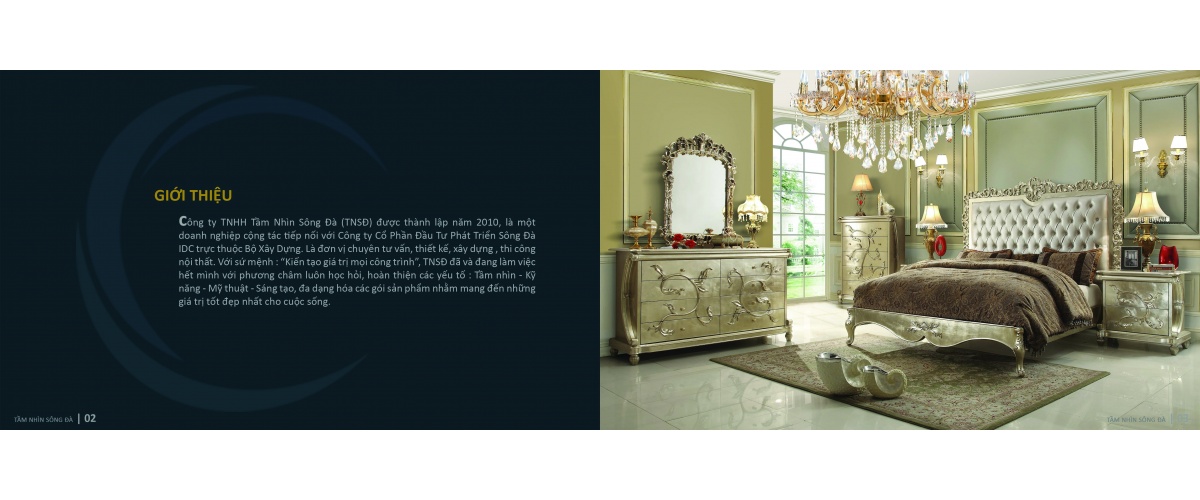 GIỚI THIỆU
Công ty TNHH Tầm Nhìn Sông Đà (TNSĐ) được thành lập năm 2010, là một
doanh nghiệp cộng tác tiếp nối với Công ty Cổ Phần Đầu Tư Phát Triển Sông Đà
IDC trực thuộc Bộ Xây Dựng. Là đơn vị chuyên tư vấn, thiết kế, xây dựng , thi công
nội thất. Với sứ mệnh : “Kiến tạo giá trị mọi công trình”, TNSĐ đã và đang làm việc
hết mình với phương châm luôn học hỏi, hoàn thiện các yếu tố : Tầm nhìn - Kỹ
năng - Mỹ thuật - Sáng tạo, đa dạng hóa các gói sản phẩm nhằm mang đến những
giá trị tốt đẹp nhất cho cuộc sống.
TẦM NHÌN SÔNG ĐÀ | 02
TẦM NHÌN SÔNG ĐÀ |